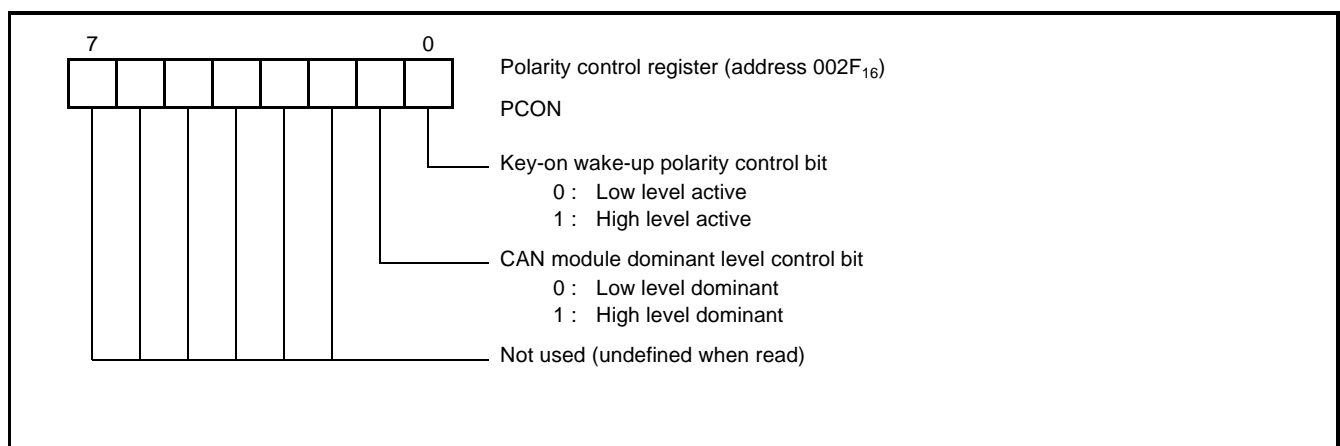 7 0
Polarity control register (address 002F16)
PCON
Key-on wake-up polarity control bit
0 : Low level active
1 : High level active
CAN module dominant level control bit
0 : Low level dominant
1 : High level dominant
Not used (undefined when read)